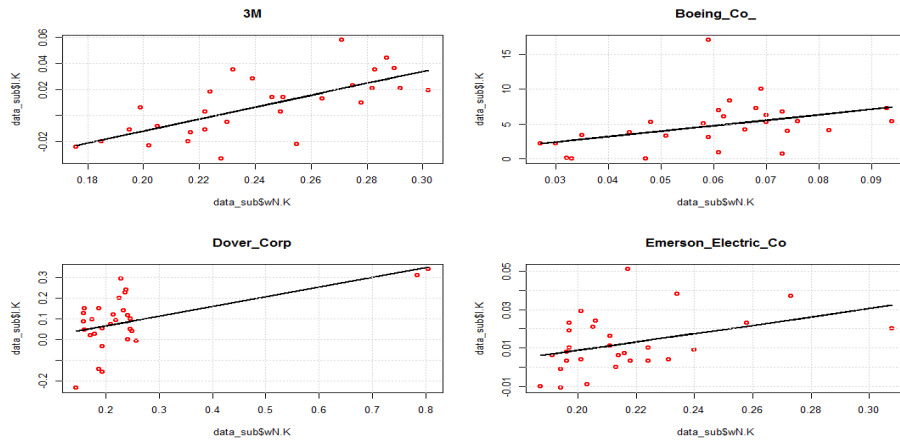 3M
data_sub$I.K
0.06
0.04
0.02
-0.02
0.18 0.20 0.22 0.24 0.26 0.28 0.30
data_sub$wN.K
Boeing_Co_
data_sub$I.K
15
10
5
0
0.03 0.04 0.05 0.06 0.07 0.08 0.09
data_sub$wN.K
Dover_Corp
data_sub$I.K
0.3
0.1
0.0
-0.2
0.2 0.3 0.4 0.5 0.6 0.7 0.8
data_sub$wN.K
Emerson_Electric_Co
data_sub$I.K
0.05
0.03
0.01
-0.01
0.20 0.22 0.24 0.26 0.28 0.30
data_sub$wN.K